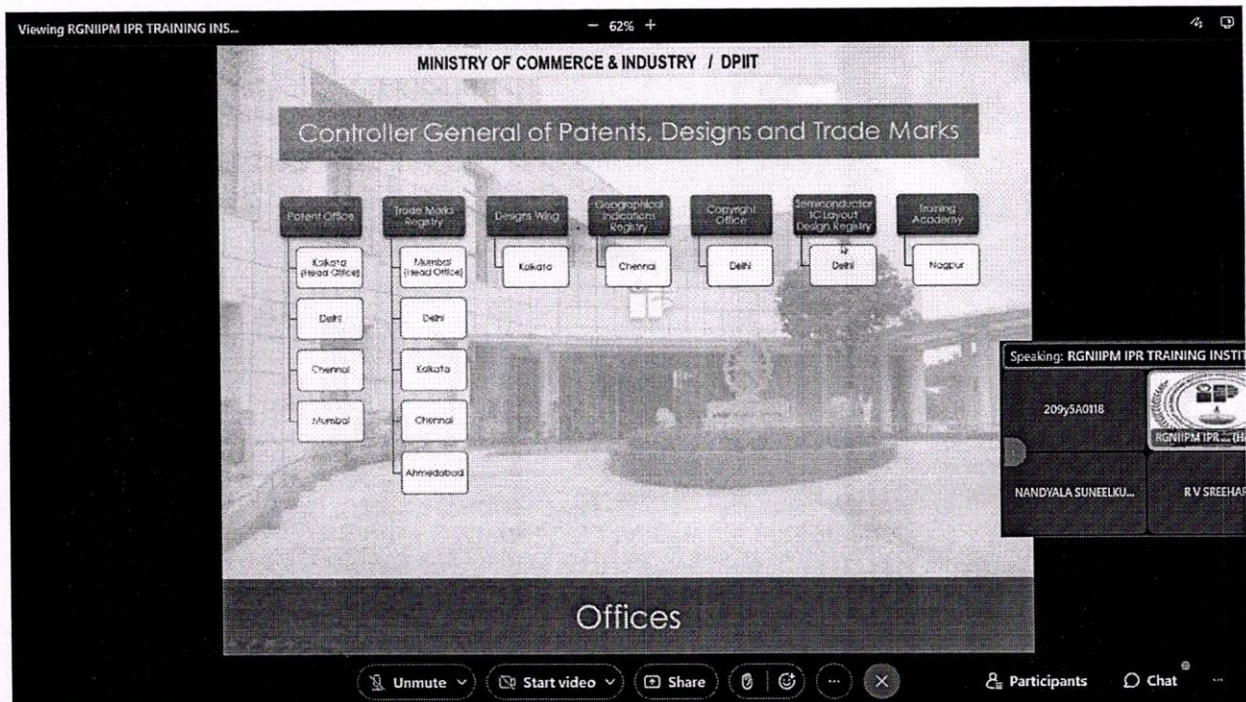 Viewing RGNIIPM IPR TRAINING INS...
− 62% +
MINISTRY OF COMMERCE & INDUSTRY / DPIIT
Controller General of Patents, Designs and Trade Marks
Patent Office
Kolkata
(Head Office)
Delhi
Chennai
Mumbai
Trade Marks
Registry
Mumbai
(Head Office)
Delhi
Kolkata
Chennai
Ahmedabad
Designs Wing
Kolkata
Geographical
Indications
Registry
Chennai
Copyright
Office
Delhi
Semiconductor
IC Layout
Design Registry
Delhi
Training
Academy
Nagpur
Offices
Speaking: RGNIIPM IPR TRAINING INSTIT
209y5A0118
RGNIIPM IPR ... (H
NANDYALA SUNEELKU...
R V SREEHAR
Unmute
Start video
Share
Participants
Chat